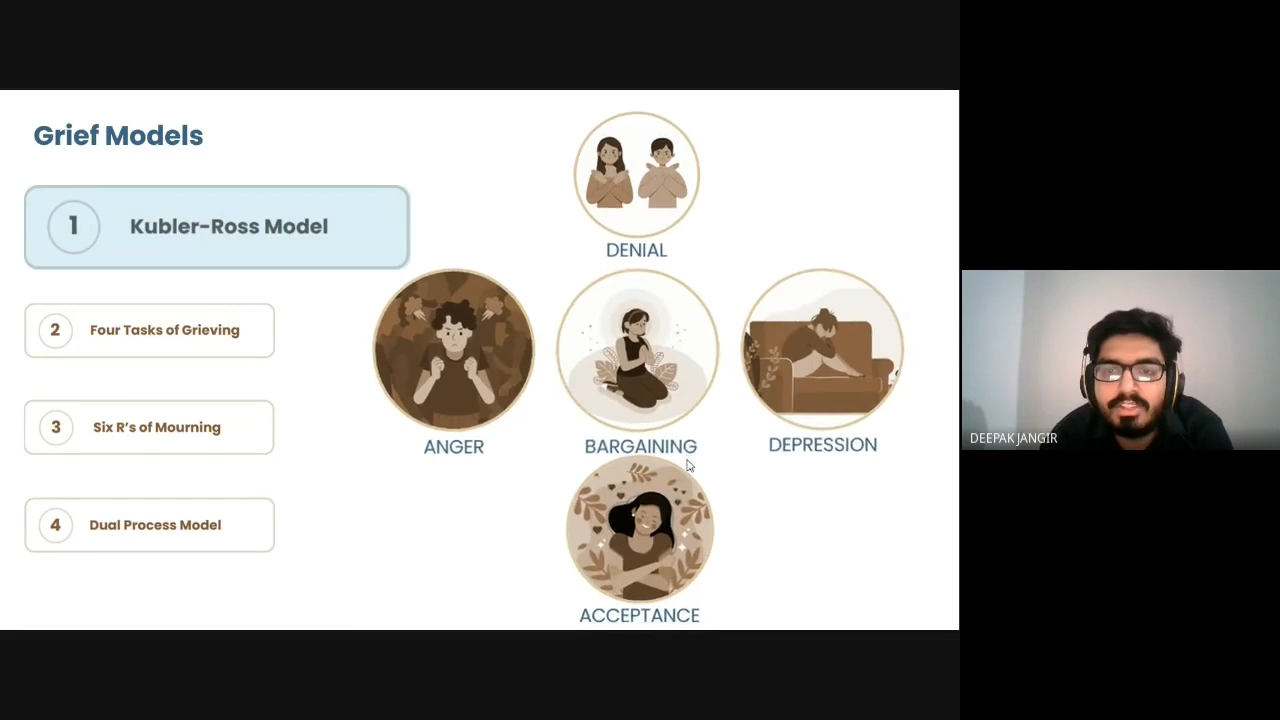 Grief Models
1 Kubler-Ross Model
2 Four Tasks of Grieving
3 Six R's of Mourning
4 Dual Process Model
DENIAL
ANGER
BARGAINING
DEPRESSION
ACCEPTANCE
DEEPAK JANGIR